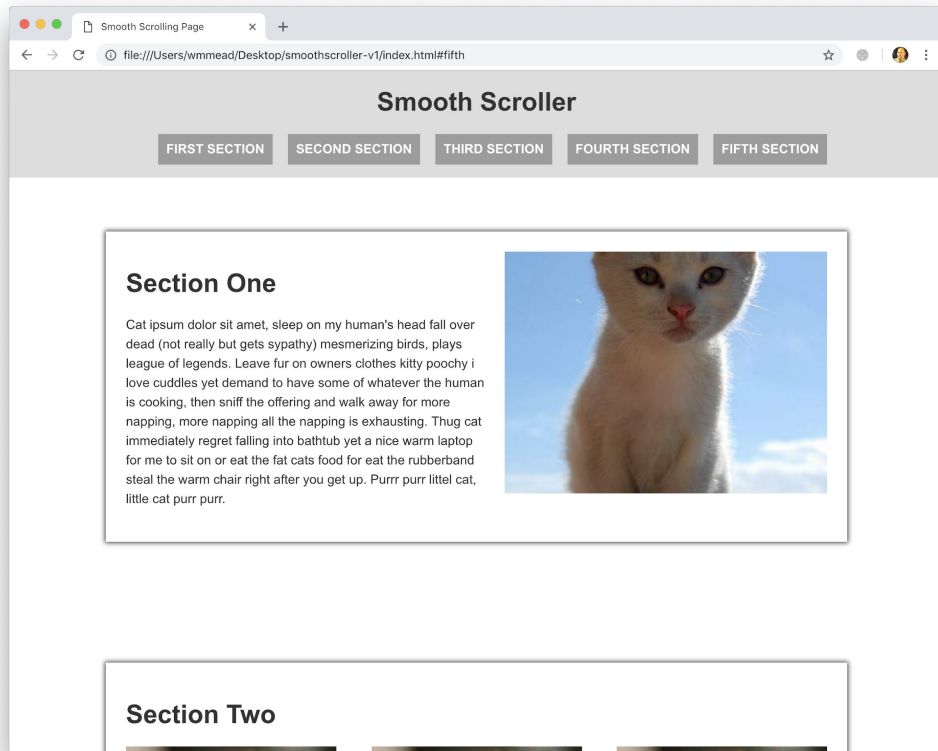 Smooth Scrolling Page
file:///Users/wmmead/Desktop/smoothscroller-v1/index.html#fifth
Smooth Scroller
FIRST SECTION SECOND SECTION THIRD SECTION FOURTH SECTION FIFTH SECTION
Section One
Cat ipsum dolor sit amet, sleep on my human's head fall over
dead (not really but gets sypathy) mesmerizing birds, plays
league of legends. Leave fur on owners clothes kitty poochy i
love cuddles yet demand to have some of whatever the human
is cooking, then sniff the offering and walk away for more
napping, more napping all the napping is exhausting. Thug cat
immediately regret falling into bathtub yet a nice warm laptop
for me to sit on or eat the fat cats food for eat the rubberband
steal the warm chair right after you get up. Purrr purr littel cat,
little cat purr purr.
Section Two